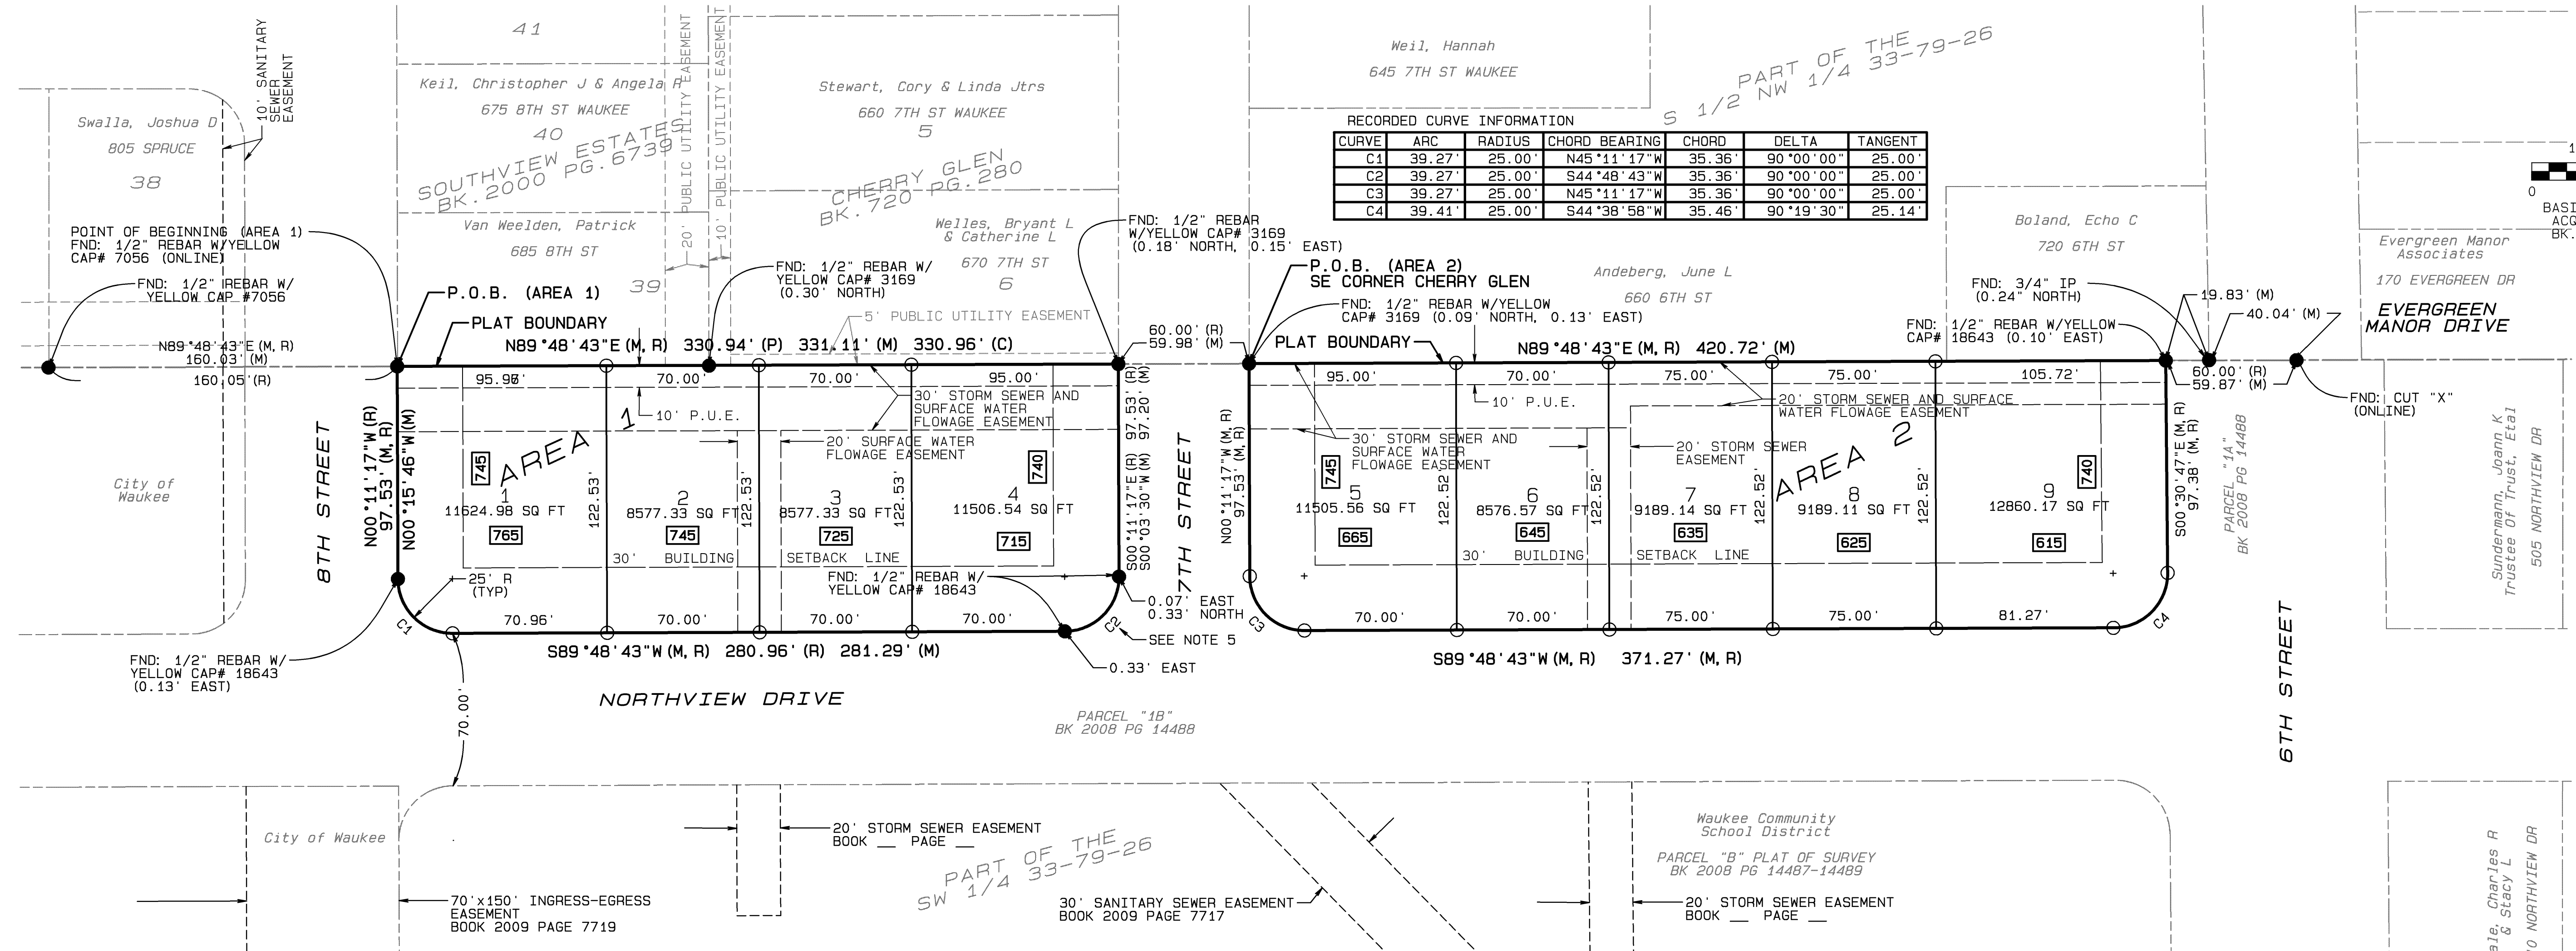 41
Keil, Christopher J & Angela R
675 8TH ST WAUKEE
40
SOUTHVIEW ESTATES
BK. 2000 PG. 6739
Van Weelden, Patrick
685 8TH ST
39
20' PUBLIC UTILITY EASEMENT
10' PUBLIC UTILITY EASEMENT
10' SANITARY
SEWER
EASEMENT
Swalla, Joshua D
805 SPRUCE
38
Stewart, Cory & Linda Jtrs
660 7TH ST WAUKEE
5
CHERRY GLEN
BK. 720 PG. 280
Welles, Bryant L
& Catherine L
670 7TH ST
6
5' PUBLIC UTILITY EASEMENT
Weil, Hannah
645 7TH ST WAUKEE
PART OF THE
S 1/2 NW 1/4 33-79-26
RECORDED CURVE INFORMATION
CURVE ARC RADIUS CHORD BEARING CHORD DELTA TANGENT
C1 39.27' 25.00' N45°11'17"W 35.36' 90°00'00" 25.00'
C2 39.27' 25.00' S44°48'43"W 35.36' 90°00'00" 25.00'
C3 39.27' 25.00' N45°11'17"W 35.36' 90°00'00" 25.00'
C4 39.41' 25.00' S44°38'58"W 35.46' 90°19'30" 25.14'
Andeberg, June L
660 6TH ST
Boland, Echo C
720 6TH ST
Evergreen Manor
Associates
170 EVERGREEN DR
EVERGREEN
MANOR DRIVE
0
POINT OF BEGINNING (AREA 1)
FND: 1/2" REBAR W/YELLOW
CAP# 7056 (ONLINE)
FND: 1/2" REBAR W/
YELLOW CAP #7056
N89°48'43"E (M, R)
160.03' (M)
160.05' (R)
P.O.B. (AREA 1)
PLAT BOUNDARY
FND: 1/2" REBAR W/
YELLOW CAP# 3169
(0.30' NORTH)
FND: 1/2" REBAR
W/YELLOW CAP# 3169
(0.18' NORTH, 0.15' EAST)
N89°48'43"E (M, R) 330.94' (P) 331.11' (M) 330.96' (C)
60.00' (R)
59.98' (M)
P.O.B. (AREA 2)
SE CORNER CHERRY GLEN
FND: 1/2" REBAR W/YELLOW
CAP# 3169 (0.09' NORTH, 0.13' EAST)
PLAT BOUNDARY
N89°48'43"E (M, R) 420.72' (M)
FND: 3/4" IP
(0.24" NORTH)
FND: 1/2" REBAR W/YELLOW
CAP# 18643 (0.10' EAST)
19.83' (M)
40.04' (M)
60.00' (R)
59.87' (M)
FND: CUT "X"
(ONLINE)
95.96' 70.00' 70.00' 95.00'
10' P.U.E.
30' STORM SEWER AND
SURFACE WATER
FLOWAGE EASEMENT
20' SURFACE WATER
FLOWAGE EASEMENT
AREA 1
8TH STREET
N00°11'17"W (R)
97.53' (M, R)
N00°15'46"W (M)
745
1
11624.98 SQ FT
765
122.53'
2
8577.33 SQ FT
745
122.53'
3
8577.33 SQ FT
725
122.53'
4
11506.54 SQ FT
715
740
30' BUILDING SETBACK LINE
S00°11'17"E (R) 97.53' (R)
S00°03'30"W (M) 97.20' (M)
7TH STREET
25' R
(TYP)
C1
70.96' 70.00' 70.00' 70.00'
FND: 1/2" REBAR W/
YELLOW CAP# 18643
0.07' EAST
0.33' NORTH
C2
SEE NOTE 5
0.33' EAST
S89°48'43"W (M, R) 280.96' (R) 281.29' (M)
FND: 1/2" REBAR W/
YELLOW CAP# 18643
(0.13' EAST)
70.00'
95.00' 70.00' 75.00' 75.00' 105.72'
10' P.U.E.
20' STORM SEWER AND SURFACE
WATER FLOWAGE EASEMENT
30' STORM SEWER AND
SURFACE WATER
FLOWAGE EASEMENT
20' STORM SEWER
EASEMENT
AREA 2
N00°11'17"W (M, R)
97.53' (M, R)
745
5
11505.56 SQ FT
665
122.52'
6
8576.57 SQ FT
645
122.52'
7
9189.14 SQ FT
635
122.52'
8
9189.11 SQ FT
625
122.52'
9
12860.17 SQ FT
615
740
30' BUILDING SETBACK LINE
S00°30'47"E (M, R)
97.38' (M, R)
C3
70.00' 70.00' 75.00' 75.00' 81.27'
C4
S89°48'43"W (M, R) 371.27' (M, R)
PARCEL "1A"
BK 2008 PG 14488
6TH STREET
Sundermann, Joann K
Trustee Of Trust, Etal
505 NORTHVIEW DR
City of
Waukee
NORTHVIEW DRIVE
PARCEL "1B"
BK 2008 PG 14488
City of Waukee
70'x150' INGRESS-EGRESS
EASEMENT
BOOK 2009 PAGE 7719
20' STORM SEWER EASEMENT
BOOK __ PAGE __
PART OF THE
SW 1/4 33-79-26
30' SANITARY SEWER EASEMENT
BOOK 2009 PAGE 7717
Waukee Community
School District
PARCEL "B" PLAT OF SURVEY
BK 2008 PG 14487-14489
20' STORM SEWER EASEMENT
BOOK __ PAGE __
Charles R
& Stacy L
NORTHVIEW DR